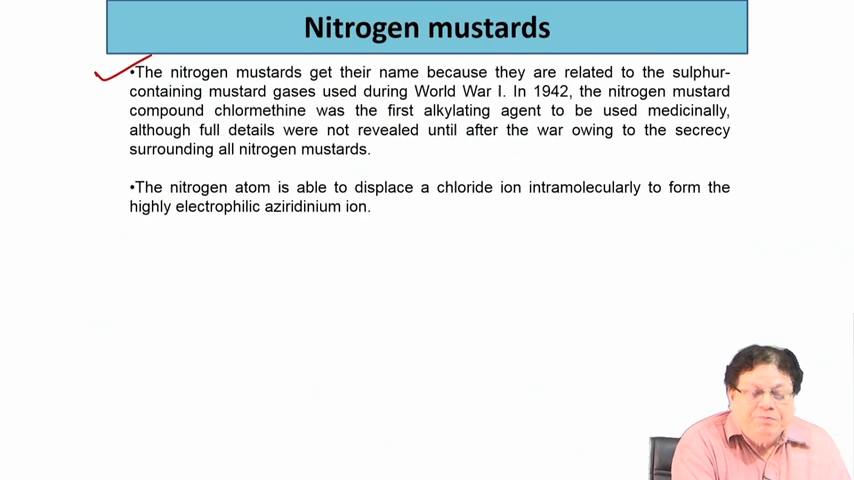 Nitrogen mustards
•The nitrogen mustards get their name because they are related to the sulphur-
containing mustard gases used during World War I. In 1942, the nitrogen mustard
compound chlormethine was the first alkylating agent to be used medicinally,
although full details were not revealed until after the war owing to the secrecy
surrounding all nitrogen mustards.
•The nitrogen atom is able to displace a chloride ion intramolecularly to form the
highly electrophilic aziridinium ion.